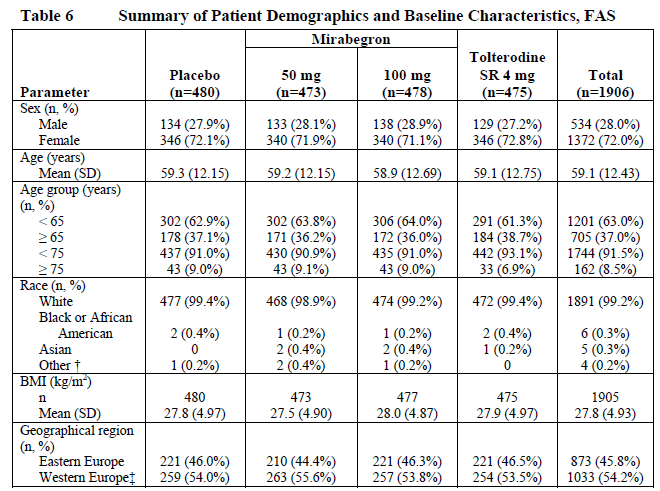 Table 6 Summary of Patient Demographics and Baseline Characteristics, FAS
Mirabegron
Parameter Placebo (n=480) 50 mg (n=473) 100 mg (n=478) Tolterodine SR 4 mg (n=475) Total (n=1906)
Sex (n, %)
Male 134 (27.9%) 133 (28.1%) 138 (28.9%) 129 (27.2%) 534 (28.0%)
Female 346 (72.1%) 340 (71.9%) 340 (71.1%) 346 (72.8%) 1372 (72.0%)
Age (years)
Mean (SD) 59.3 (12.15) 59.2 (12.15) 58.9 (12.69) 59.1 (12.75) 59.1 (12.43)
Age group (years)
(n, %)
< 65 302 (62.9%) 302 (63.8%) 306 (64.0%) 291 (61.3%) 1201 (63.0%)
≥ 65 178 (37.1%) 171 (36.2%) 172 (36.0%) 184 (38.7%) 705 (37.0%)
< 75 437 (91.0%) 430 (90.9%) 435 (91.0%) 442 (93.1%) 1744 (91.5%)
≥ 75 43 (9.0%) 43 (9.1%) 43 (9.0%) 33 (6.9%) 162 (8.5%)
Race (n, %)
White 477 (99.4%) 468 (98.9%) 474 (99.2%) 472 (99.4%) 1891 (99.2%)
Black or African
American 2 (0.4%) 1 (0.2%) 1 (0.2%) 2 (0.4%) 6 (0.3%)
Asian 0 2 (0.4%) 2 (0.4%) 1 (0.2%) 5 (0.3%)
Other † 1 (0.2%) 2 (0.4%) 1 (0.2%) 0 4 (0.2%)
BMI (kg/m²)
n 480 473 477 475 1905
Mean (SD) 27.8 (4.97) 27.5 (4.90) 28.0 (4.87) 27.9 (4.97) 27.8 (4.93)
Geographical region
(n, %)
Eastern Europe 221 (46.0%) 210 (44.4%) 221 (46.3%) 221 (46.5%) 873 (45.8%)
Western Europe‡ 259 (54.0%) 263 (55.6%) 257 (53.8%) 254 (53.5%) 1033 (54.2%)